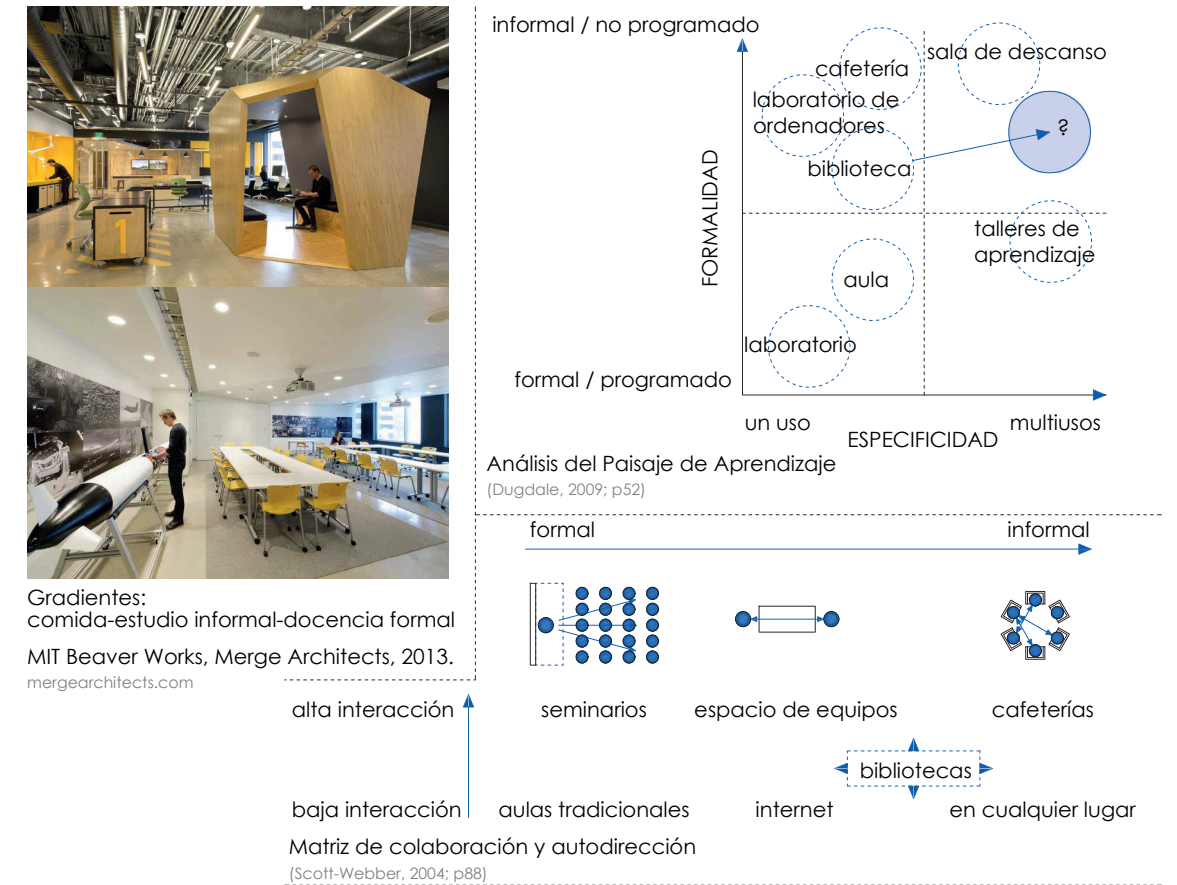 informal / no programado
cafetería
sala de descanso
laboratorio de
ordenadores
?
biblioteca
FORMALIDAD
talleres de
aprendizaje
aula
laboratorio
formal / programado
un uso
multiusos
ESPECIFICIDAD
Análisis del Paisaje de Aprendizaje
(Dugdale, 2009; p52)
1
Gradientes:
comida-estudio informal-docencia formal
MIT Beaver Works, Merge Architects, 2013.
mergearchitects.com
formal
informal
alta interacción
seminarios
espacio de equipos
cafeterías
bibliotecas
baja interacción
aulas tradicionales
internet
en cualquier lugar
Matriz de colaboración y autodirección
(Scott-Webber, 2004; p88)